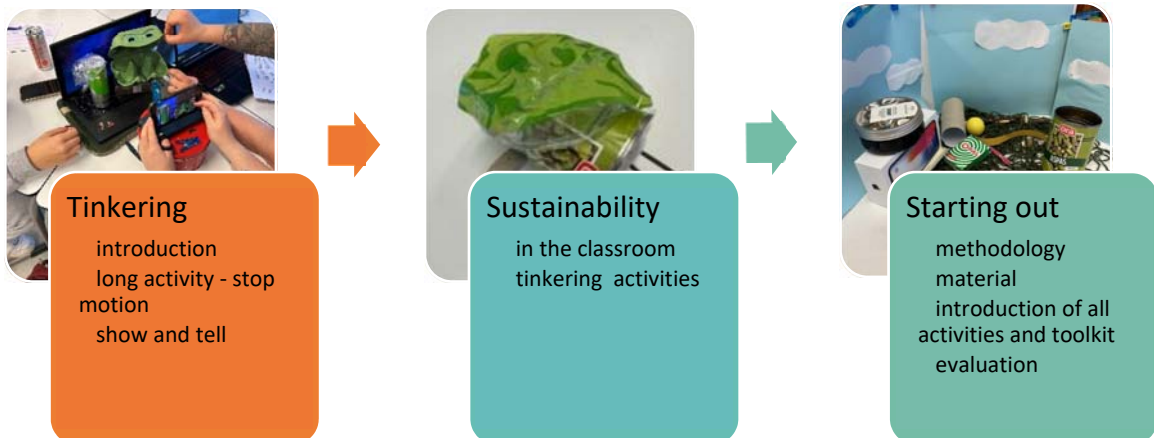 Tinkering
introduction
long activity - stop
motion
show and tell
Sustainability
in the classroom
tinkering activities
Starting out
methodology
material
introduction of all
activities and toolkit
evaluation